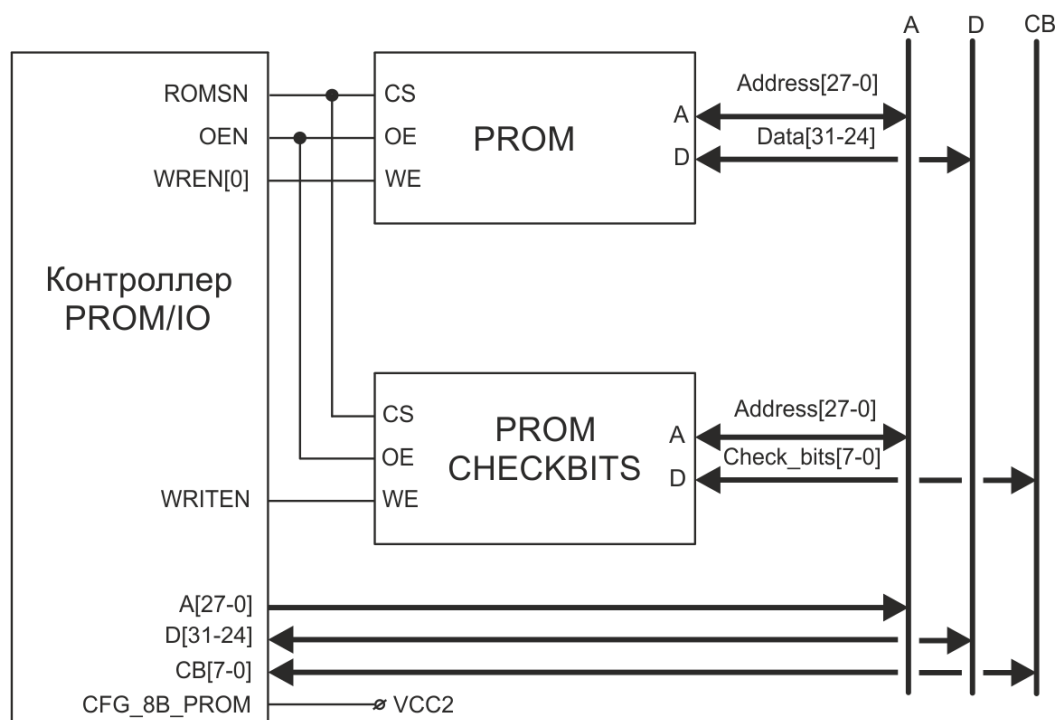 A D CB
ROMSN CS
Address[27-0]
OEN OE PROM A
Data[31-24]
WREN[0] WE D
Контроллер
PROM/IO
CS
Address[27-0]
PROM A
OE CHECKBITS
Check_bits[7-0]
D
WRITEN WE
A[27-0]
D[31-24]
CB[7-0]
CFG_8B_PROM VCC2